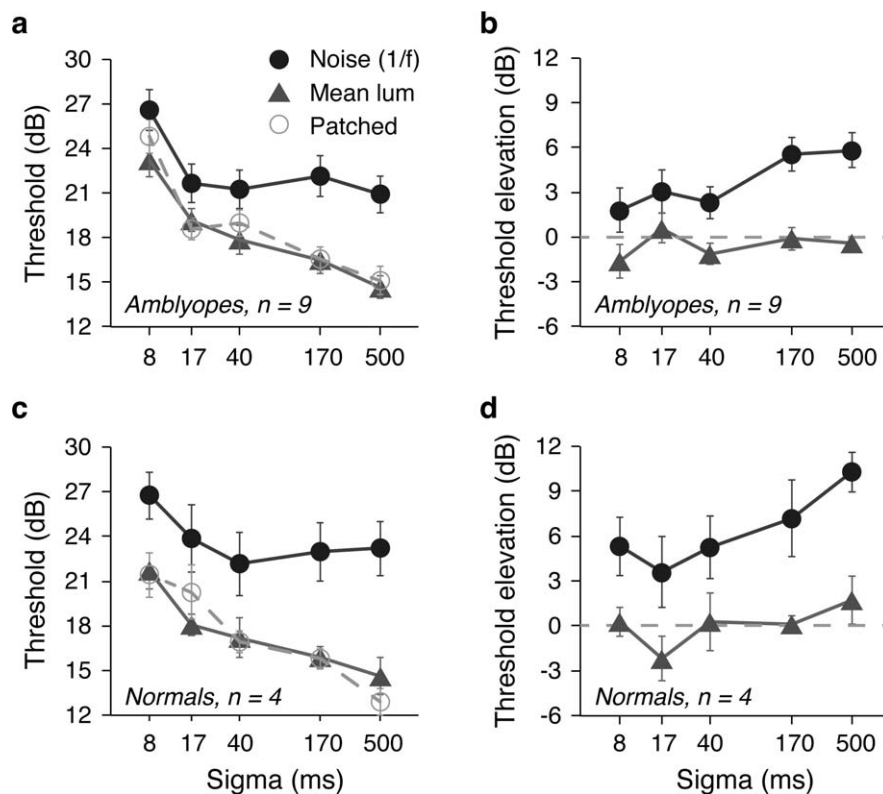 a
Threshold (dB)
30
27
24
21
18
15
12
Noise (1/f)
Mean lum
Patched
Amblyopes, n = 9
8 17 40 170 500
b
Threshold elevation (dB)
12
9
6
3
0
-3
-6
Amblyopes, n = 9
8 17 40 170 500
c
Threshold (dB)
30
27
24
21
18
15
12
Normals, n = 4
8 17 40 170 500
Sigma (ms)
d
Threshold elevation (dB)
12
9
6
3
0
-3
-6
Normals, n = 4
8 17 40 170 500
Sigma (ms)